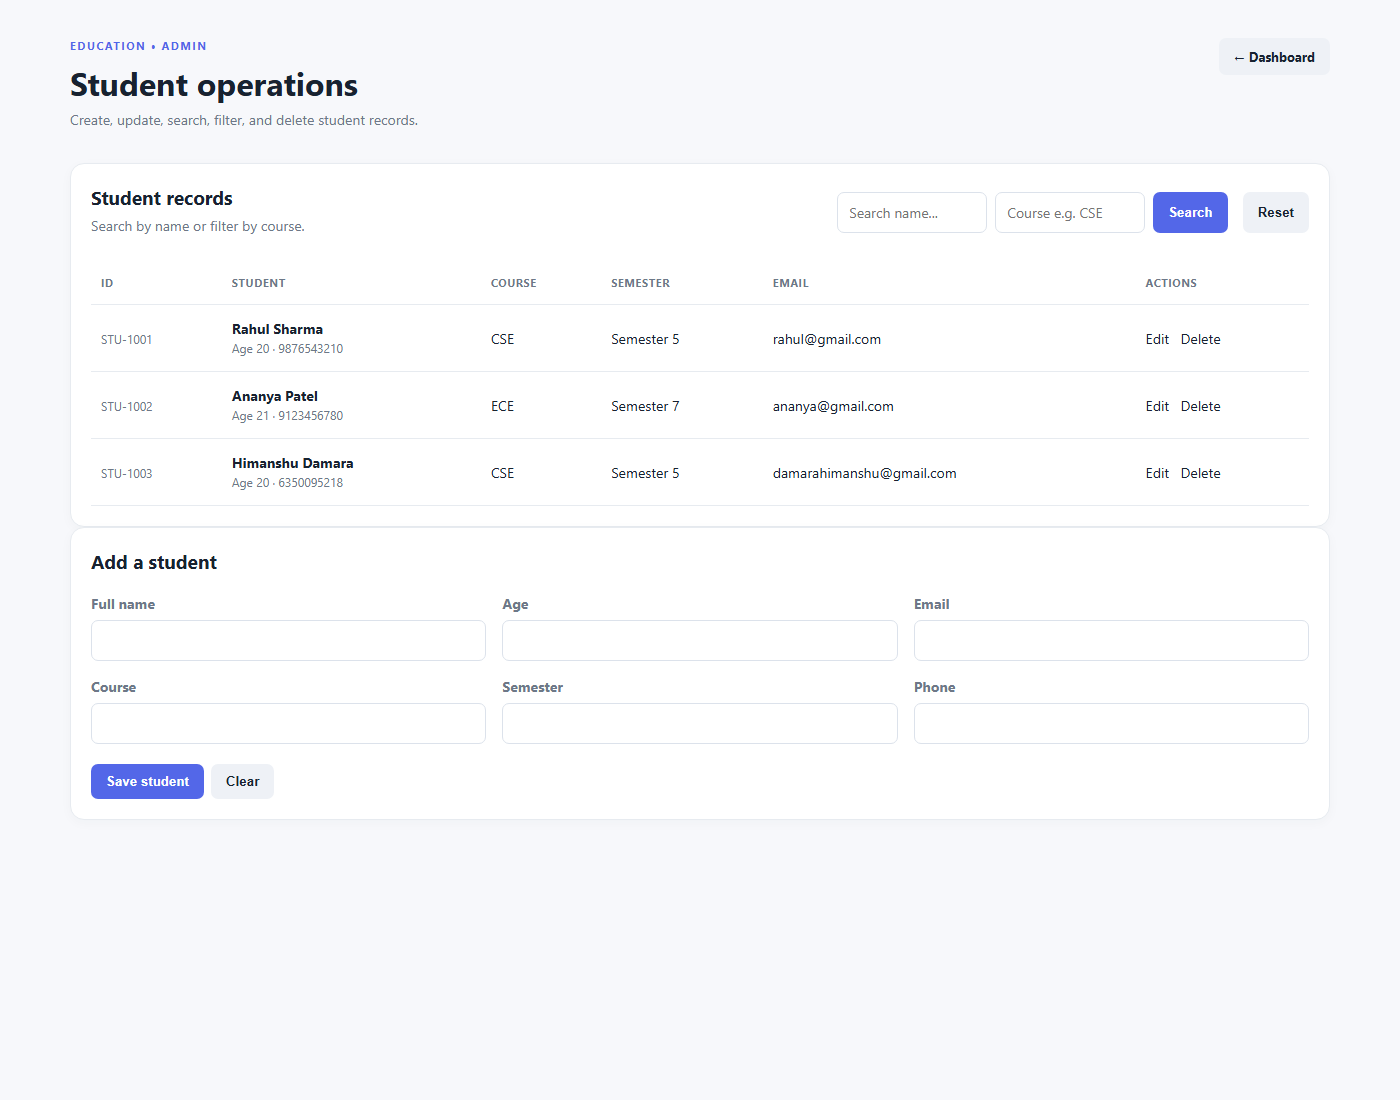 EDUCATION • ADMIN
← Dashboard
Student operations
Create, update, search, filter, and delete student records.
Student records
Search by name or filter by course.
Search name...
Course e.g. CSE
Search
Reset
ID STUDENT COURSE SEMESTER EMAIL ACTIONS
STU-1001 Rahul Sharma CSE Semester 5 rahul@gmail.com Edit Delete
Age 20 · 9876543210
STU-1002 Ananya Patel ECE Semester 7 ananya@gmail.com Edit Delete
Age 21 · 9123456780
STU-1003 Himanshu Damara CSE Semester 5 damarahimanshu@gmail.com Edit Delete
Age 20 · 6350095218
Add a student
Full name Age Email
Course Semester Phone
Save student Clear